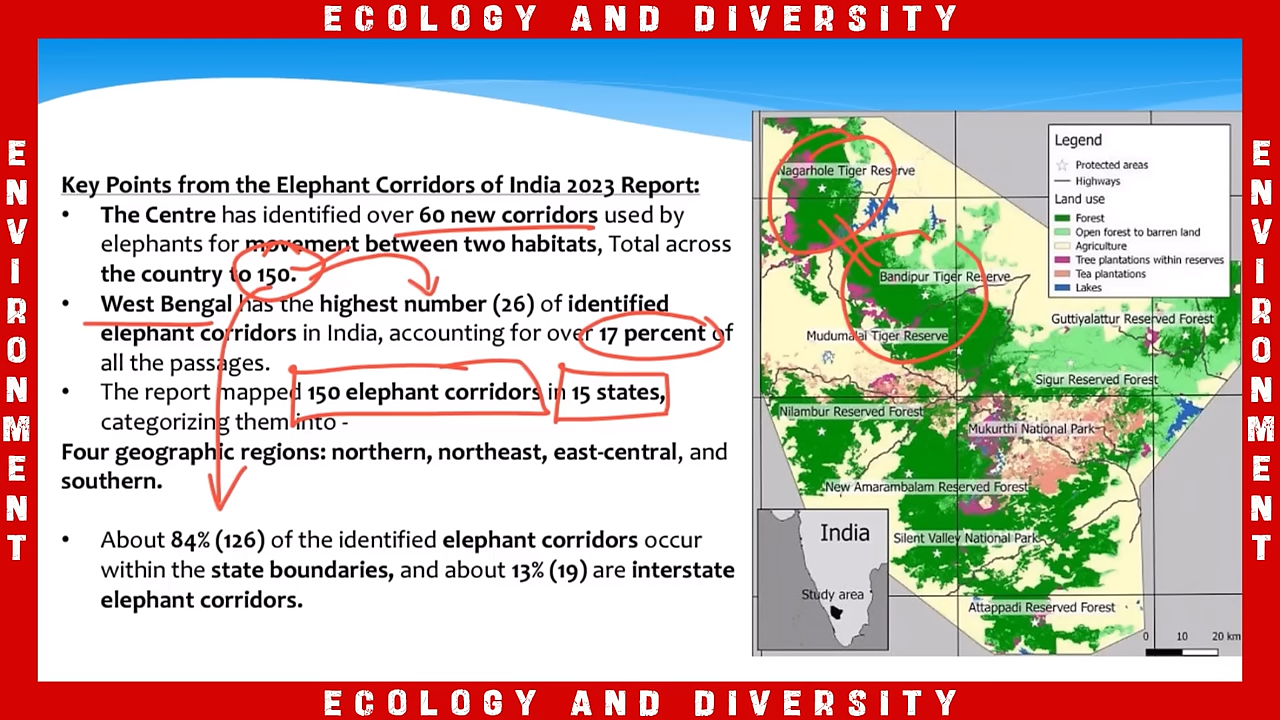 ECOLOGY AND DIVERSITY
ENVIRONMENT
Key Points from the Elephant Corridors of India 2023 Report:
• The Centre has identified over 60 new corridors used by
elephants for movement between two habitats, Total across
the country to 150.
• West Bengal has the highest number (26) of identified
elephant corridors in India, accounting for over 17 percent of
all the passages.
• The report mapped 150 elephant corridors in 15 states,
categorizing them into -
Four geographic regions: northern, northeast, east-central, and
southern.
• About 84% (126) of the identified elephant corridors occur
within the state boundaries, and about 13% (19) are interstate
elephant corridors.
Nagarhole Tiger Reserve
Bandipur Tiger Reserve
Mudumalai Tiger Reserve
Guttiyalattur Reserved Forest
Sigur Reserved Forest
Nilambur Reserved Forest
Mukurthi National Park
New Amarambalam Reserved Forest
Silent Valley National Park
Attappadi Reserved Forest
Legend
Protected areas
Highways
Land use
Forest
Open forest to barren land
Agriculture
Tree plantations within reserves
Tea plantations
Lakes
India
Study area
0 10 20 km
ENVIRONMENT
ECOLOGY AND DIVERSITY